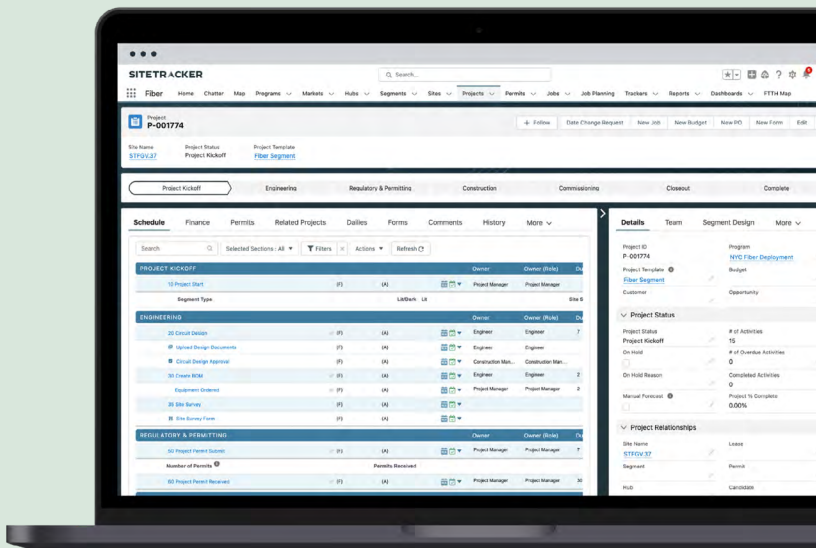 SITETRACKER
Search...
Fiber Home Chatter Map Programs Markets Hubs Segments Sites Projects Permits Jobs Job Planning Trackers Reports Dashboards FTTH Map
Project
P-001774
+ Follow Date Change Request New Job New Budget New PO New Form Edit
Site Name Project Status Project Template
STFGV.37 Project Kickoff Fiber Segment
Project Kickoff Engineering Regulatory & Permitting Construction Commissioning Closeout Complete
Schedule Finance Permits Related Projects Dailies Forms Comments History More
Search Selected Sections: All Filters Actions Refresh
PROJECT KICKOFF Owner Owner (Role) Du
10 Project Start (F) (A) Project Manager Project Manager
Segment Type Lit/Dark Lit Site S
ENGINEERING Owner Owner (Role) Du
20 Circuit Design (F) (A) Engineer Engineer 7
Upload Design Documents (F) (A) Engineer Engineer
Circuit Design Approval (F) (A) Construction Man... Construction Man...
30 Create BOM (F) (A) Engineer Engineer 2
Equipment Ordered (F) (A) Project Manager Project Manager 2
35 Site Survey (F) (A)
Site Survey Form (F) (A)
REGULATORY & PERMITTING Owner Owner (Role) Du
50 Project Permit Submit (F) (A) Project Manager Project Manager 7
Number of Permits Permits Received
60 Project Permit Received (F) (A) Project Manager Project Manager 30
Details Team Segment Design More
Project ID Program
P-001774 NYC Fiber Deployment
Project Template Budget
Fiber Segment
Customer Opportunity
Project Status
Project Status # of Activities
Project Kickoff 15
On Hold # of Overdue Activities
0
On Hold Reason Completed Activities
0
Manual Forecast Project % Complete
0.00%
Project Relationships
Site Name Lease
STFGV.37
Segment Permit
Hub Candidate